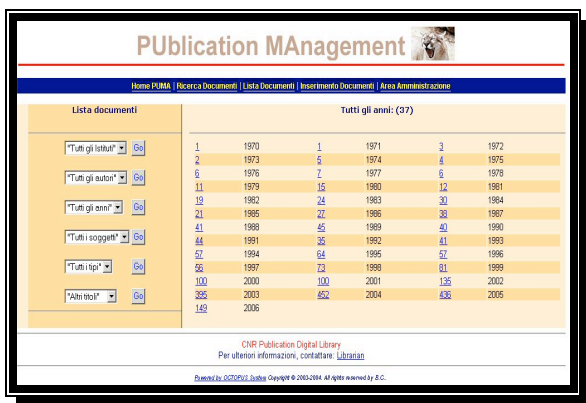 PUblication MAnagement
Home PUMA | Ricerca Documenti | Lista Documenti | Inserimento Documenti | Area Amministrazione
Lista documenti
Tutti gli anni: (37)
"Tutti gli Istituti" Go
"Tutti gli autori" Go
"Tutti gli anni" Go
"Tutti i soggetti" Go
"Tutti i tipi" Go
"Altri titoli" Go
1 1970 1 1971 3 1972
2 1973 5 1974 4 1975
6 1976 7 1977 6 1978
11 1979 15 1980 12 1981
19 1982 24 1983 30 1984
21 1985 27 1986 38 1987
41 1988 45 1989 40 1990
44 1991 35 1992 41 1993
57 1994 64 1995 57 1996
56 1997 73 1998 81 1999
100 2000 100 2001 135 2002
395 2003 452 2004 436 2005
149 2006
CNR Publication Digital Library
Per ulteriori informazioni, contattare: Librarian
Powered by OCTOPUS System Copyright © 2003-2004. All rights reserved by B.C..